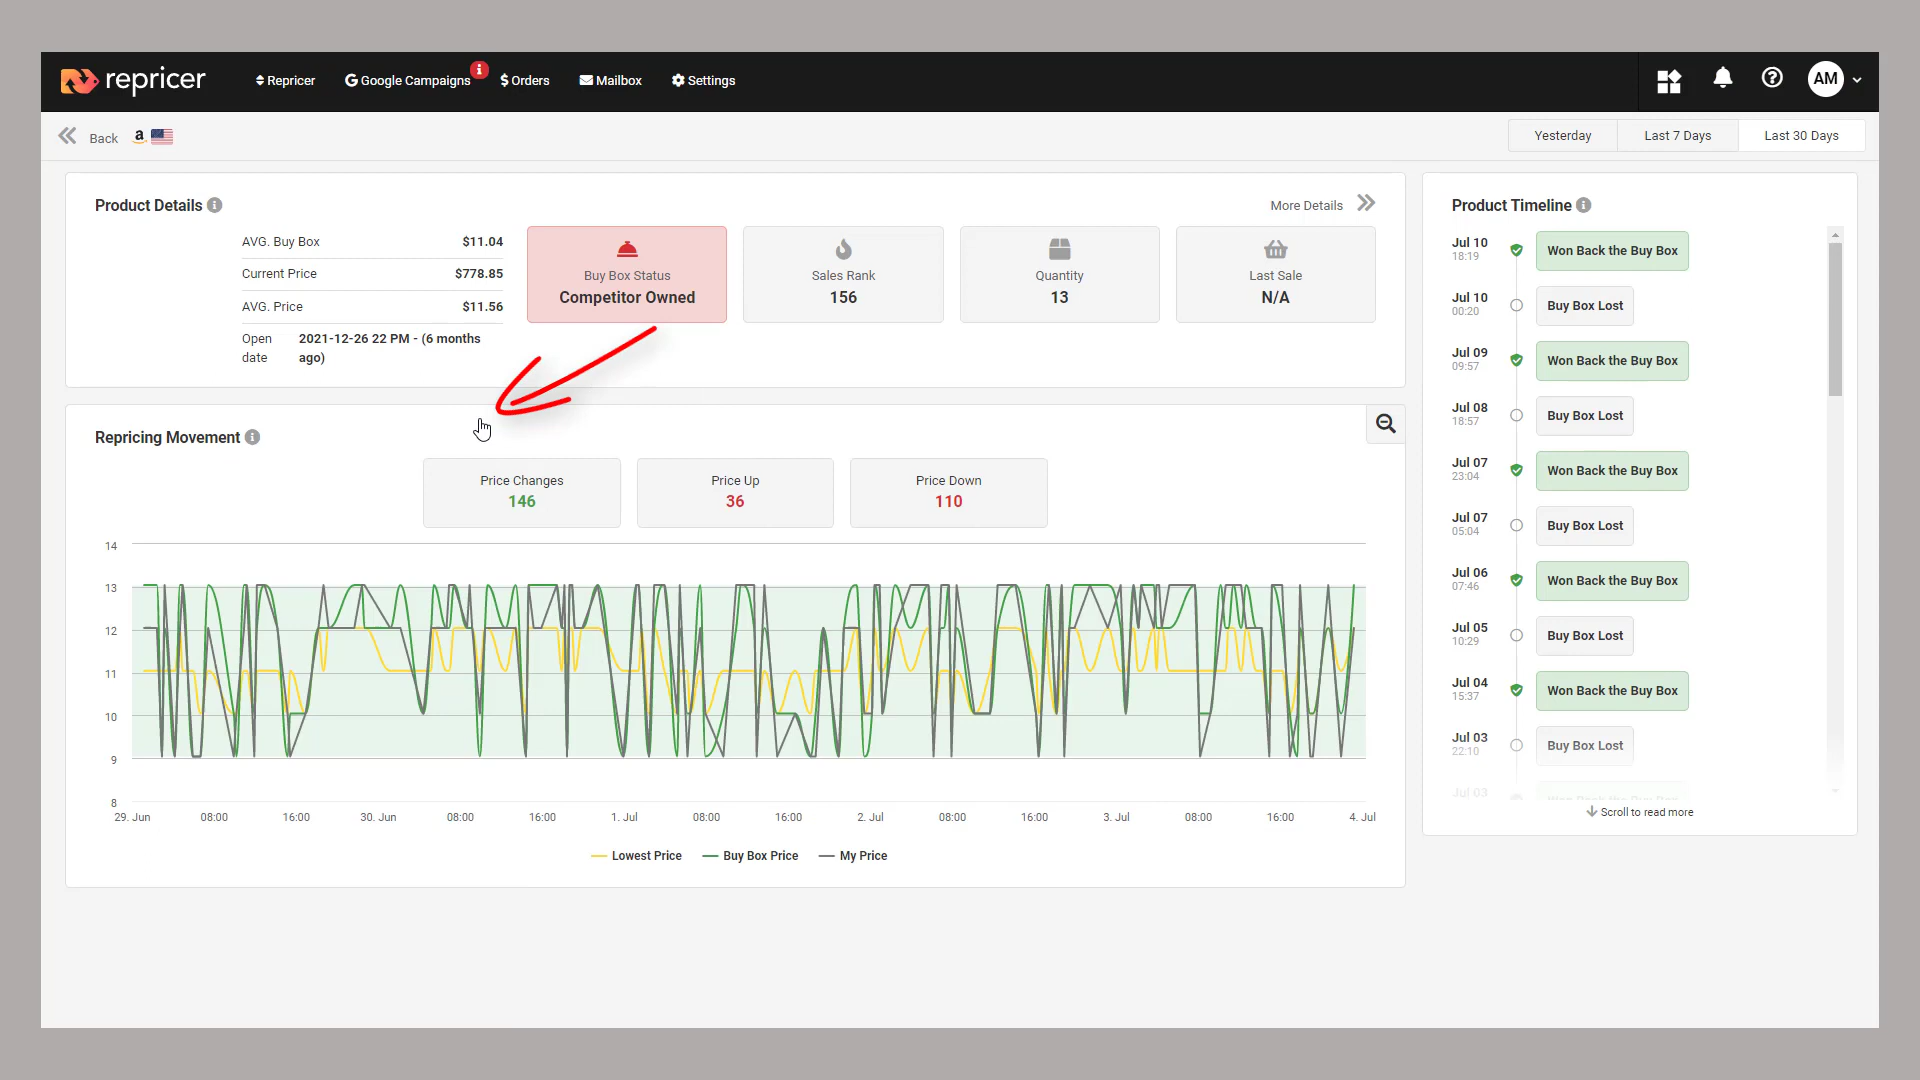 repricer
Repricer
Google Campaigns
Orders
Mailbox
Settings
AM
Back
Yesterday
Last 7 Days
Last 30 Days
Product Details
More Details
AVG. Buy Box $11.04
Current Price $778.85
AVG. Price $11.56
Open date 2021-12-26 22 PM - (6 months ago)
Buy Box Status
Competitor Owned
Sales Rank
156
Quantity
13
Last Sale
N/A
Repricing Movement
Price Changes
146
Price Up
36
Price Down
110
14
13
12
11
10
9
8
29. Jun 08:00 16:00 30. Jun 08:00 16:00 1. Jul 08:00 16:00 2. Jul 08:00 16:00 3. Jul 08:00 16:00 4. Jul
Lowest Price Buy Box Price My Price
Product Timeline
Jul 10
18:19
Won Back the Buy Box
Jul 10
00:20
Buy Box Lost
Jul 09
09:57
Won Back the Buy Box
Jul 08
18:57
Buy Box Lost
Jul 07
23:04
Won Back the Buy Box
Jul 07
05:04
Buy Box Lost
Jul 06
07:46
Won Back the Buy Box
Jul 05
10:29
Buy Box Lost
Jul 04
15:37
Won Back the Buy Box
Jul 03
22:10
Buy Box Lost
Jul 03
Scroll to read more